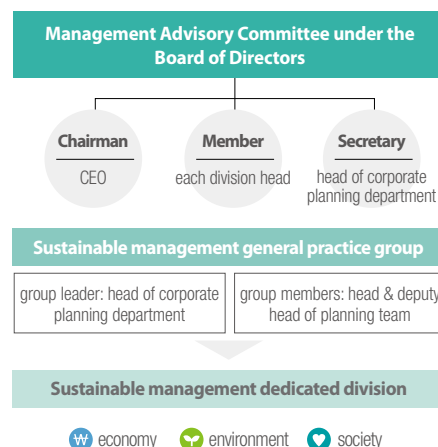 Management Advisory Committee under the
Board of Directors
Chairman
CEO
Member
each division head
Secretary
head of corporate
planning department
Sustainable management general practice group
group leader: head of corporate
planning department
group members: head & deputy
head of planning team
Sustainable management dedicated division
₩ economy environment society